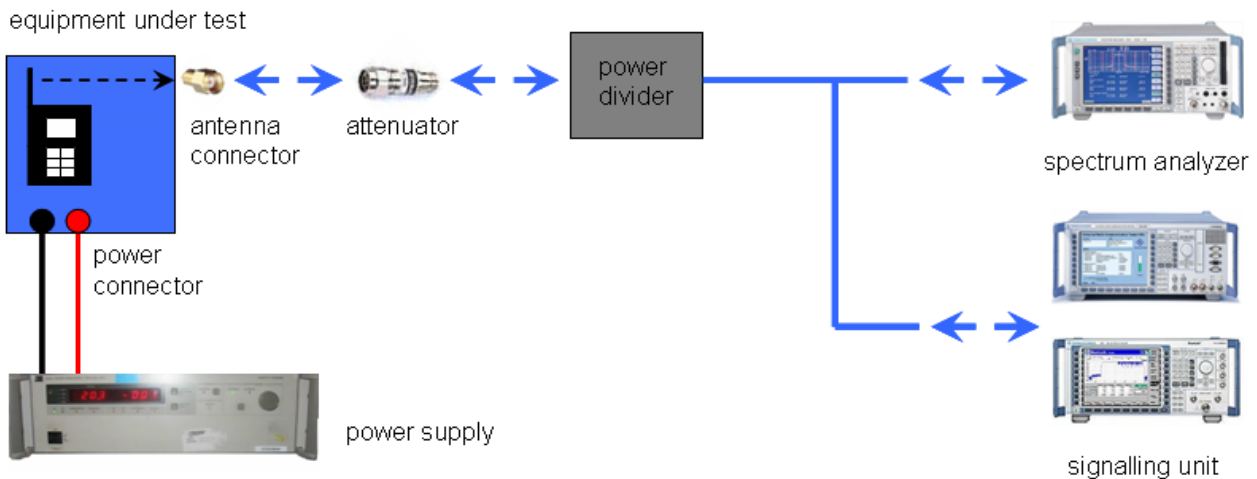 equipment under test
antenna
connector
attenuator
power
divider
spectrum analyzer
power
connector
power supply
signalling unit